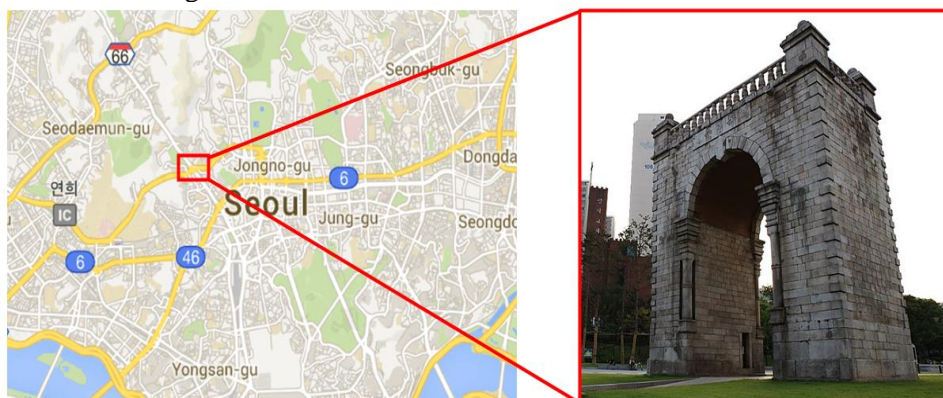 66
Seongbuk-gu
Seodaemun-gu
Jongno-gu
Dongda
연희
IC
6
Seoul
Jung-gu
Seongdo
6
46
Yongsan-gu